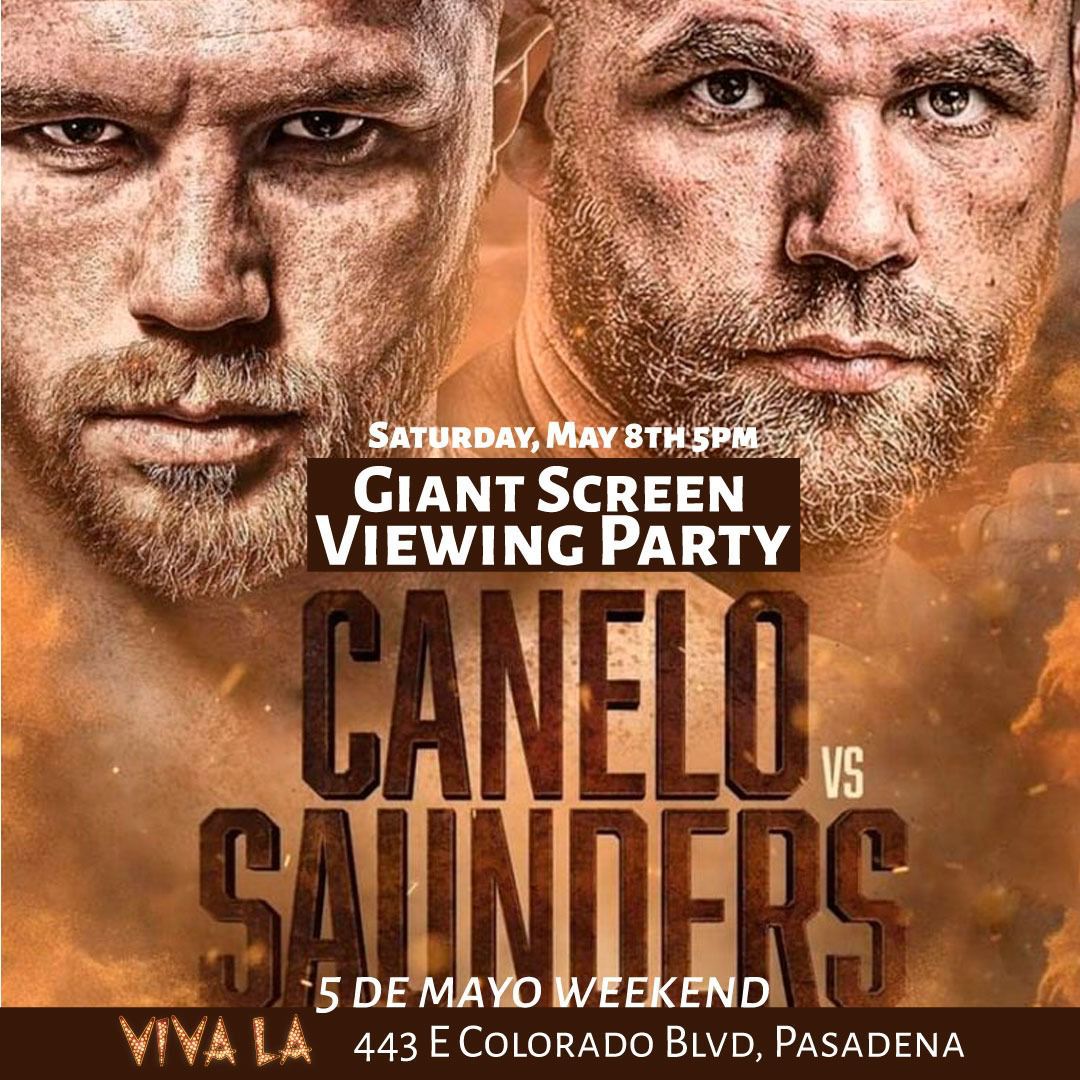 Saturday, May 8th 5pm
Giant Screen
Viewing Party
CANELO
VS
SAUNDERS
5 de mayo weekend
VIVA LA
443 E Colorado Blvd, Pasadena